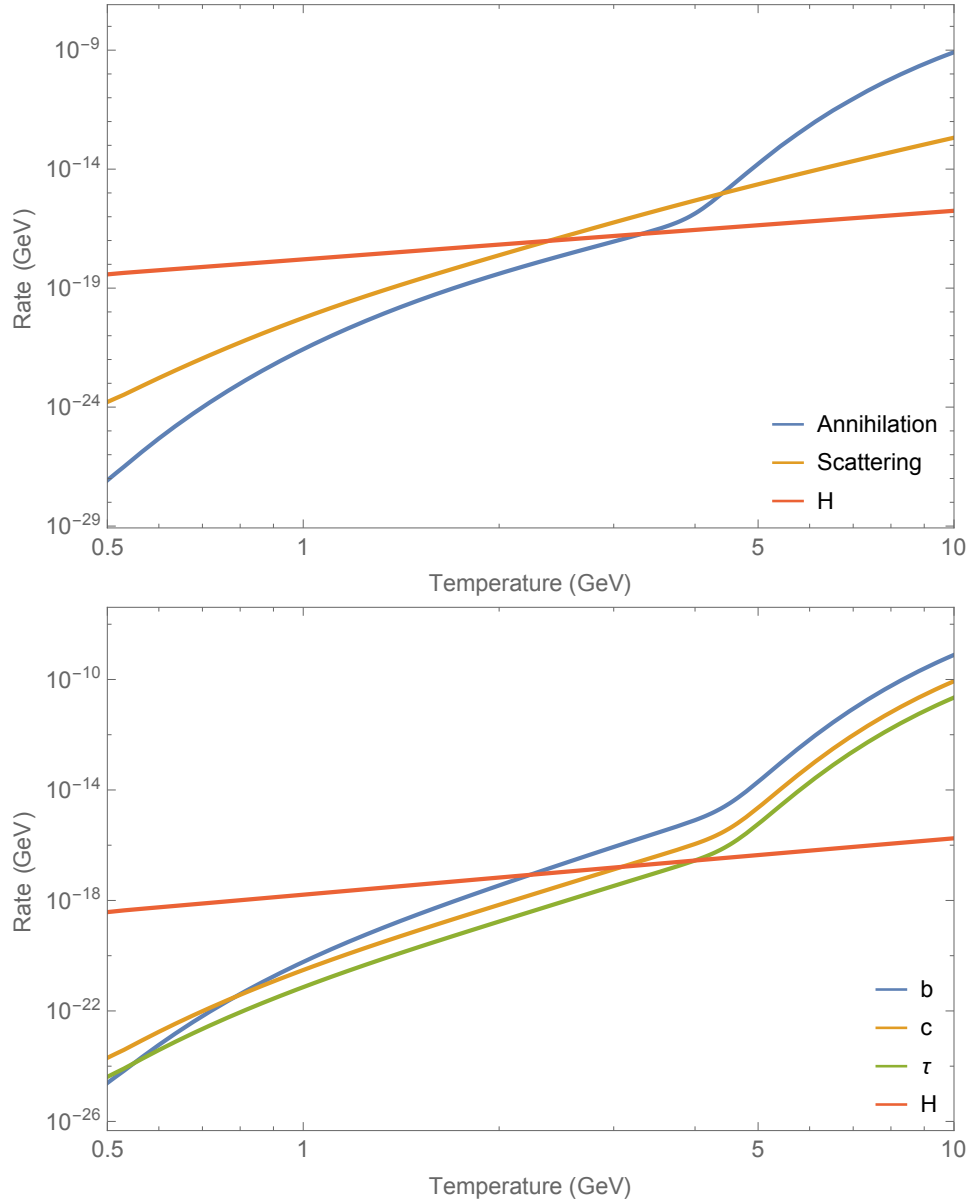 10⁻⁹
10⁻¹⁴
10⁻¹⁹
10⁻²⁴
10⁻²⁹
Rate (GeV)
Annihilation
Scattering
H
0.5 1 5 10
Temperature (GeV)
10⁻¹⁰
10⁻¹⁴
10⁻¹⁸
10⁻²²
10⁻²⁶
Rate (GeV)
b
c
τ
H
0.5 1 5 10
Temperature (GeV)